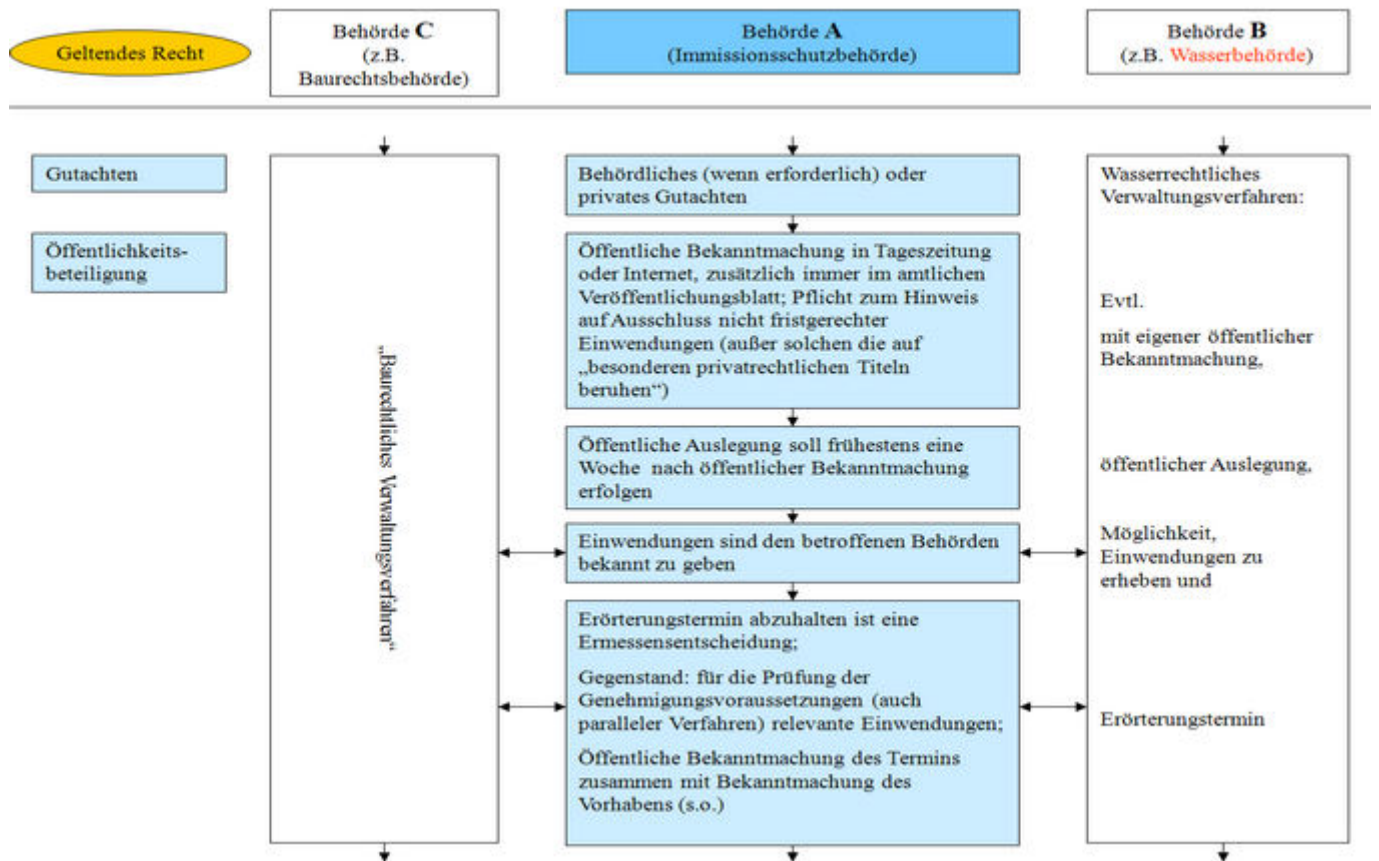 Geltendes Recht
Behörde C
(z.B.
Baurechtsbehörde)
Behörde A
(Immissionsschutzbehörde)
Behörde B
(z.B. Wasserbehörde)
Gutachten
Öffentlichkeits-
beteiligung
„Baurechtliches Verwaltungsverfahren“
Behördliches (wenn erforderlich) oder
privates Gutachten
Öffentliche Bekanntmachung in Tageszeitung
oder Internet, zusätzlich immer im amtlichen
Veröffentlichungsblatt; Pflicht zum Hinweis
auf Ausschluss nicht fristgerechter
Einwendungen (außer solchen die auf
„besonderen privatrechtlichen Titeln
beruhen“)
Öffentliche Auslegung soll frühestens eine
Woche nach öffentlicher Bekanntmachung
erfolgen
Einwendungen sind den betroffenen Behörden
bekannt zu geben
Erörterungstermin abzuhalten ist eine
Ermessensentscheidung;
Gegenstand: für die Prüfung der
Genehmigungsvoraussetzungen (auch
paralleler Verfahren) relevante Einwendungen;
Öffentliche Bekanntmachung des Termins
zusammen mit Bekanntmachung des
Vorhabens (s.o.)
Wasserrechtliches
Verwaltungsverfahren:
Evtl.
mit eigener öffentlicher
Bekanntmachung,
öffentlicher Auslegung,
Möglichkeit,
Einwendungen zu
erheben und
Erörterungstermin